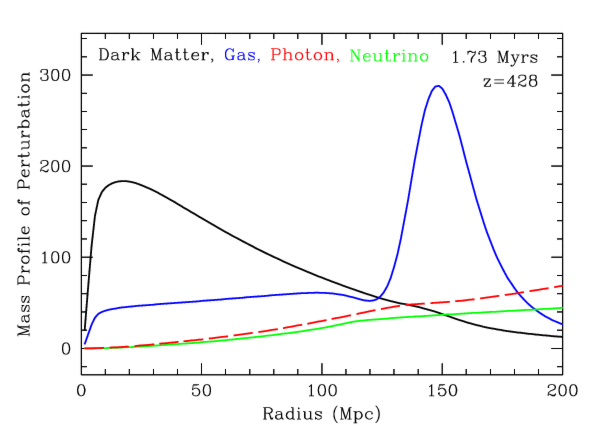 Dark Matter, Gas, Photon, Neutrino 1.73 Myrs
z=428
Mass Profile of Perturbation
300
200
100
0
0 50 100 150 200
Radius (Mpc)